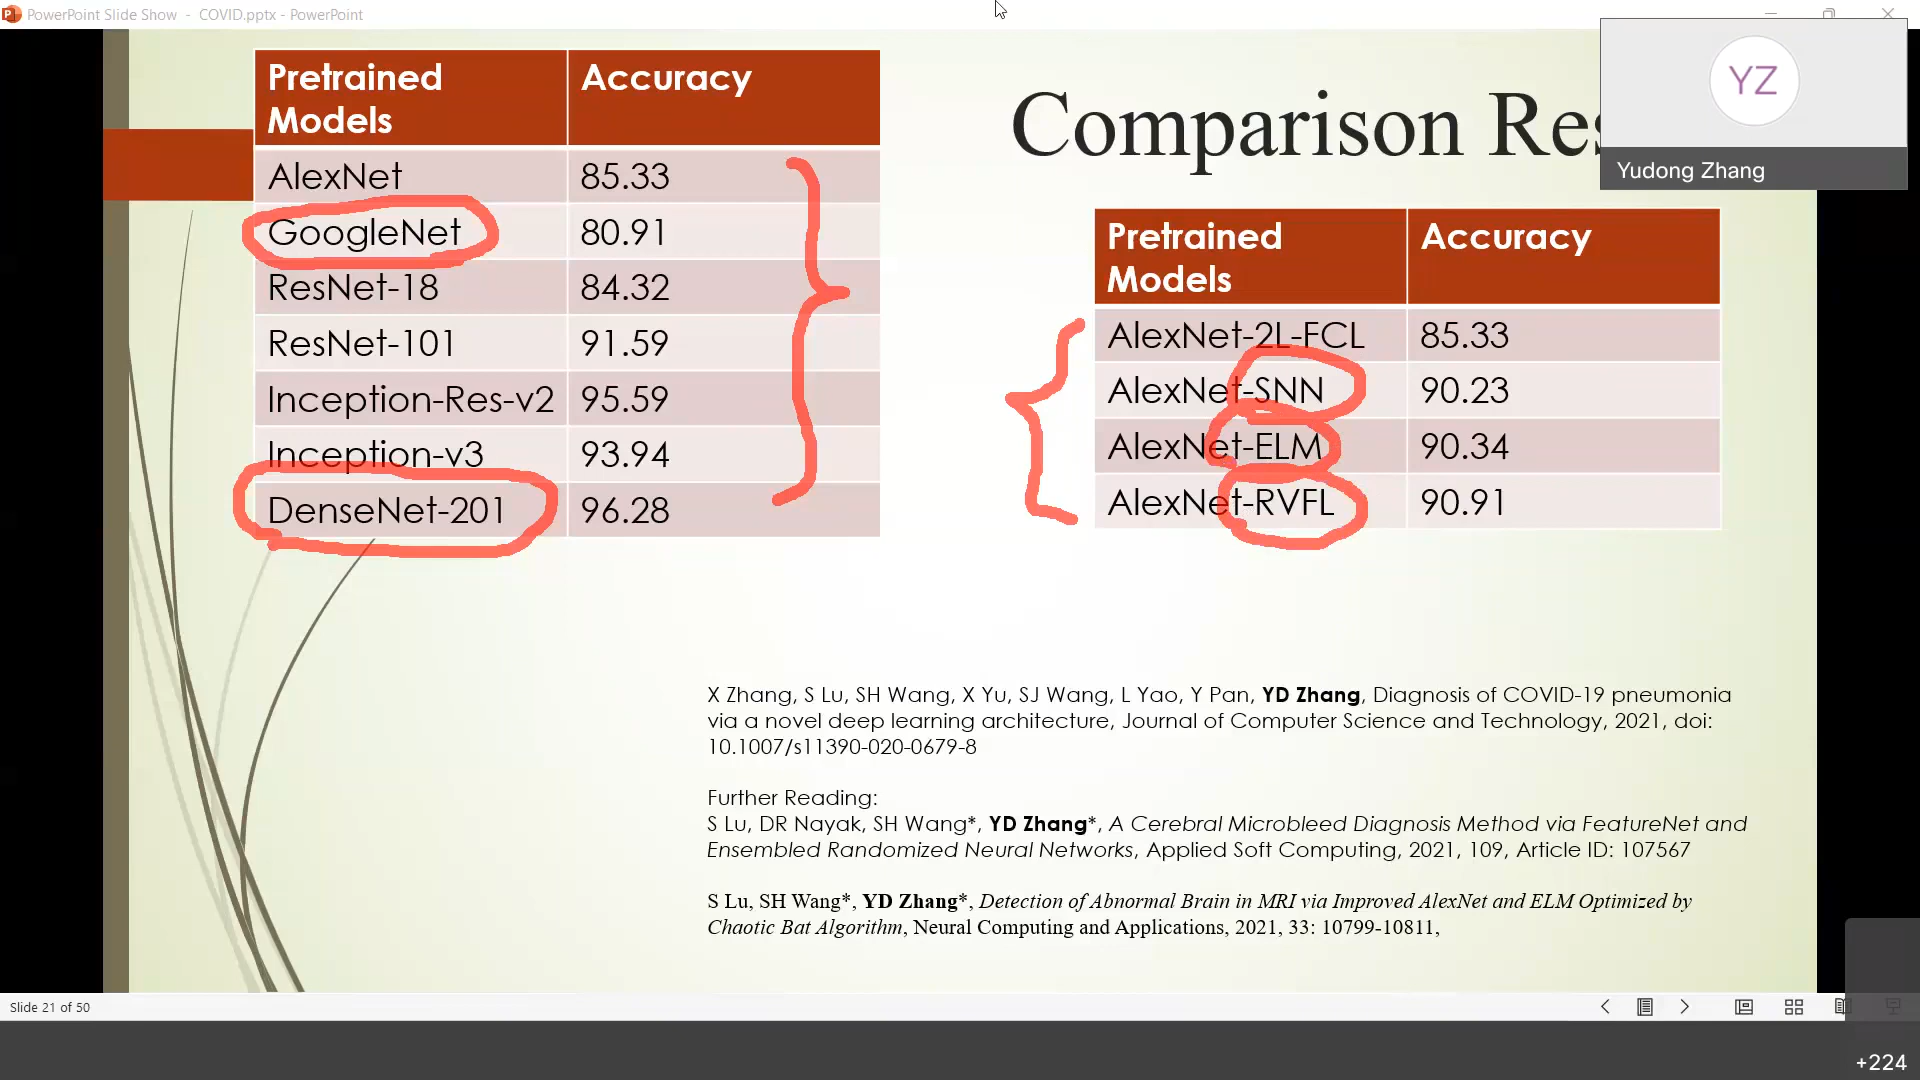 PowerPoint Slide Show - COVID.pptx - PowerPoint
Pretrained Models Accuracy
AlexNet 85.33
GoogleNet 80.91
ResNet-18 84.32
ResNet-101 91.59
Inception-Res-v2 95.59
Inception-v3 93.94
DenseNet-201 96.28
Comparison Res
YZ
Yudong Zhang
Pretrained Models Accuracy
AlexNet-2L-FCL 85.33
AlexNet-SNN 90.23
AlexNet-ELM 90.34
AlexNet-RVFL 90.91
X Zhang, S Lu, SH Wang, X Yu, SJ Wang, L Yao, Y Pan, YD Zhang, Diagnosis of COVID-19 pneumonia
via a novel deep learning architecture, Journal of Computer Science and Technology, 2021, doi:
10.1007/s11390-020-0679-8
Further Reading:
S Lu, DR Nayak, SH Wang*, YD Zhang*, A Cerebral Microbleed Diagnosis Method via FeatureNet and
Ensembled Randomized Neural Networks, Applied Soft Computing, 2021, 109, Article ID: 107567
S Lu, SH Wang*, YD Zhang*, Detection of Abnormal Brain in MRI via Improved AlexNet and ELM Optimized by
Chaotic Bat Algorithm, Neural Computing and Applications, 2021, 33: 10799-10811,
Slide 21 of 50
+224